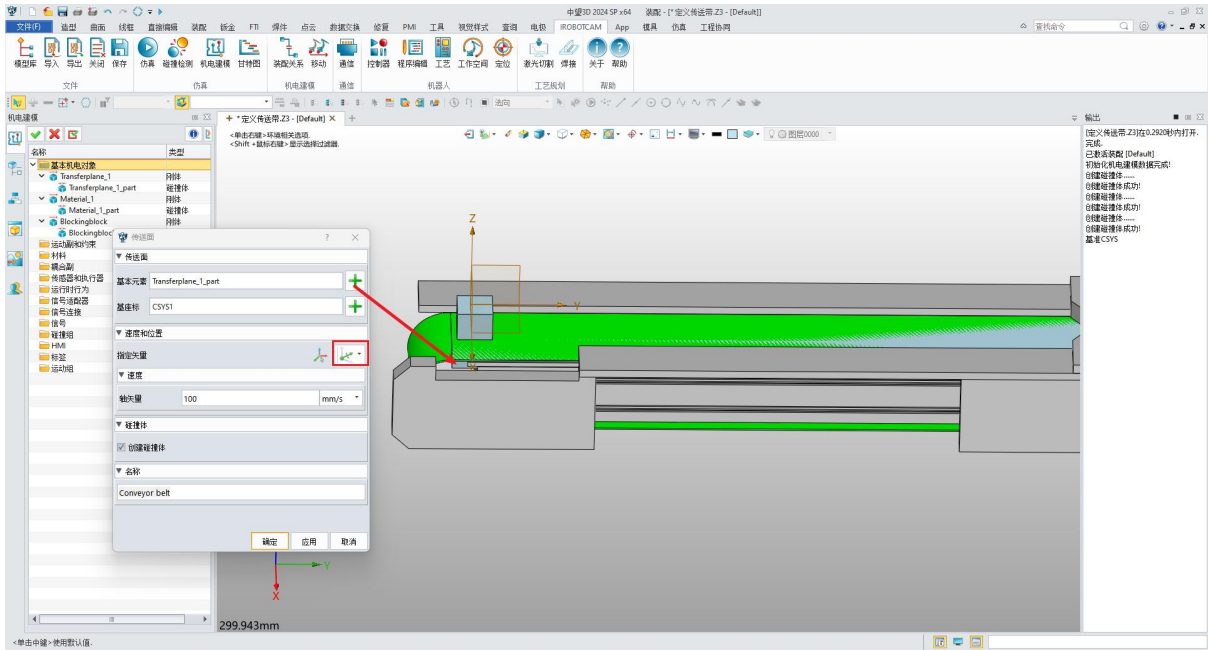 中望3D 2024 SP x64 装配 - [* 定义传送带.Z3 - [Default]]
文件(F) 造型 曲面 线框 直接编辑 装配 钣金 FTI 焊件 点云 数据交换 修复 PMI 工具 视觉样式 查询 电极 IROBOTCAM App 模具 仿真 工程协同 查找命令
模型库 导入 导出 关闭 保存 仿真 碰撞检测 机电建模 甘特图 装配关系 移动 通信 控制器 程序编辑 工艺 工作空间 定位 激光切割 焊接 关于 帮助
文件 仿真 机电建模 通信 机器人 工艺规划 帮助
法向
机电建模
+ * 定义传送带.Z3 - [Default] × +
输出
<单击右键>环境相关选项.
<Shift +鼠标右键>显示选择过滤器.
图层0000
名称 类型
基本机电对象
Transferplane_1 刚体
Transferplane_1_part 碰撞体
Material_1 刚体
Material_1_part 碰撞体
Blockingblock 刚体
Blockingbloc
运动副和约束
材料
耦合副
传感器和执行器
运行时行为
信号适配器
信号连接
信号
碰撞组
HMI
标签
运动组
传送面 ? ×
传送面
基本元素 Transferplane_1_part
基座标 CSYS1
速度和位置
指定矢量
速度
轴矢量 100 mm/s
碰撞体
创建碰撞体
名称
Conveyor belt
确定 应用 取消
Z
Y
Y
X
299.943mm
[定义传送带.Z3]在0.2920秒内打开.
完成.
已激活装配 [Default]
初始化机电建模数据完成!
创建碰撞体......
创建碰撞体成功!
创建碰撞体......
创建碰撞体成功!
创建碰撞体......
创建碰撞体成功!
基准CSYS
<单击中键>使用默认值.